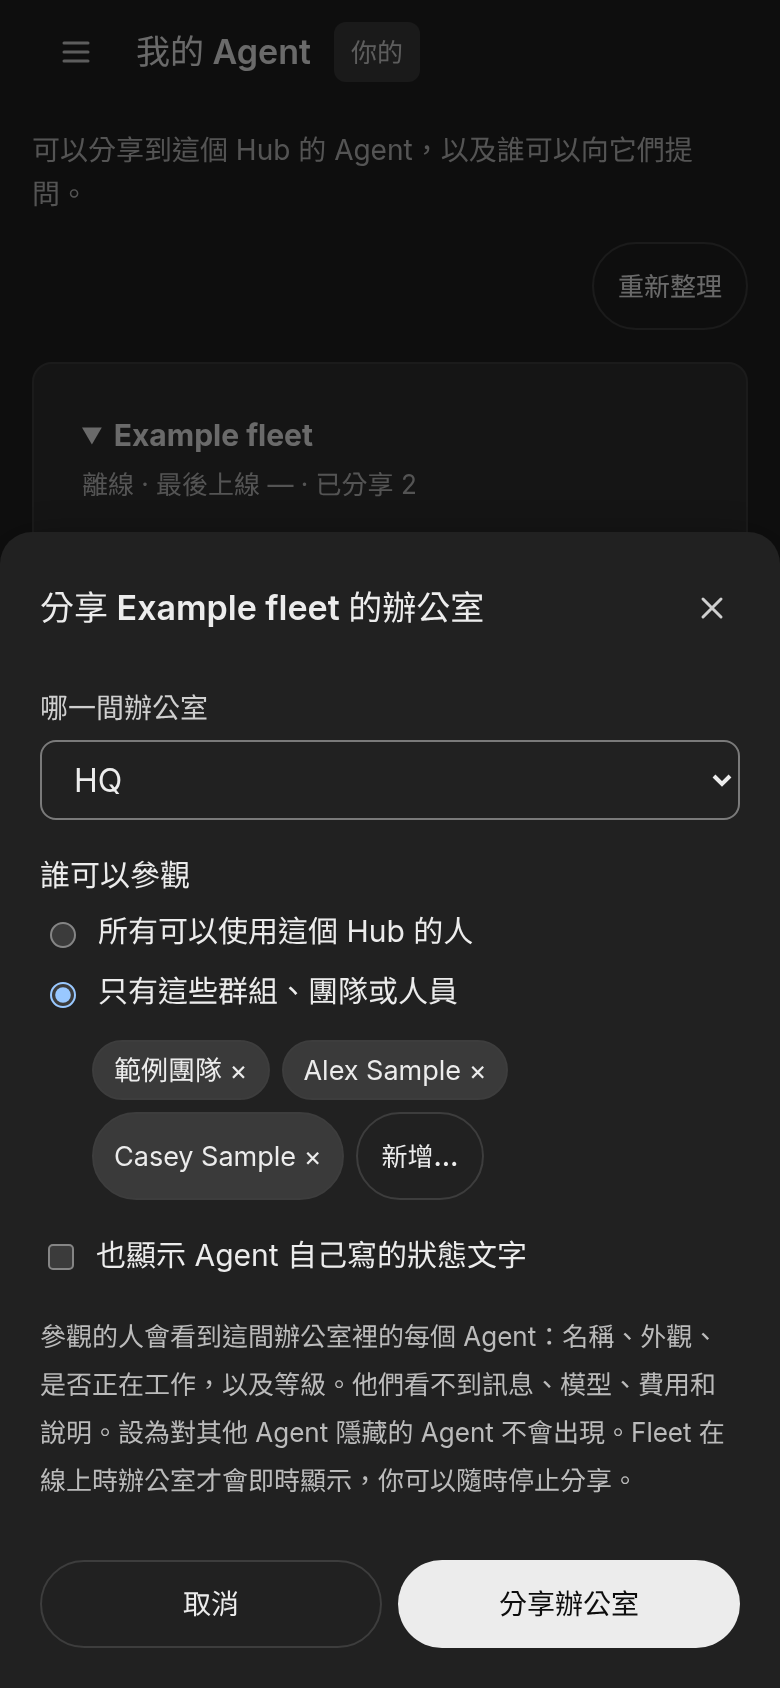 我的 Agent 你的
可以分享到這個 Hub 的 Agent，以及誰可以向它們提
問。
重新整理
▼ Example fleet
離線 · 最後上線 — · 已分享 2
分享 Example fleet 的辦公室
哪一間辦公室
HQ
誰可以參觀
所有可以使用這個 Hub 的人
只有這些群組、團隊或人員
範例團隊 × Alex Sample ×
Casey Sample × 新增…
也顯示 Agent 自己寫的狀態文字
參觀的人會看到這間辦公室裡的每個 Agent：名稱、外觀、
是否正在工作，以及等級。他們看不到訊息、模型、費用和
說明。設為對其他 Agent 隱藏的 Agent 不會出現。Fleet 在
線上時辦公室才會即時顯示，你可以隨時停止分享。
取消 分享辦公室